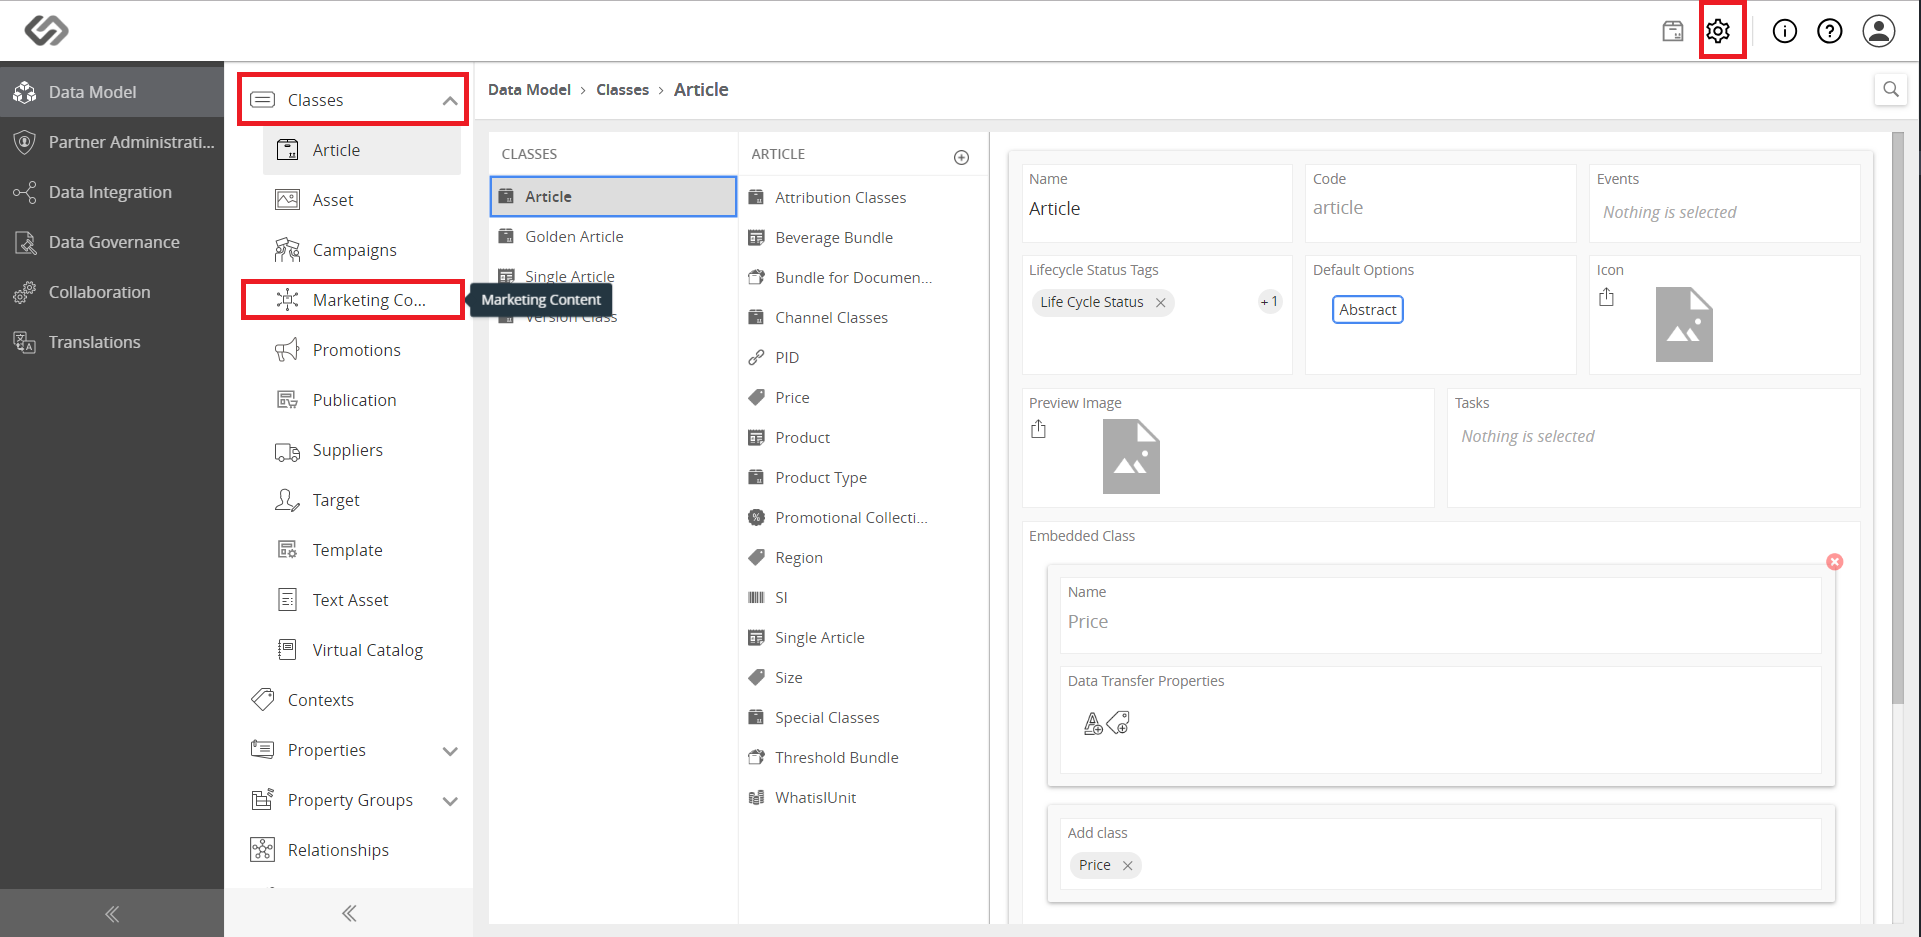 Data Model
Partner Administrati...
Data Integration
Data Governance
Collaboration
Translations
Classes
Article
Asset
Campaigns
Marketing Co...
Marketing Content
Promotions
Publication
Suppliers
Target
Template
Text Asset
Virtual Catalog
Contexts
Properties
Property Groups
Relationships
Data Model > Classes > Article
CLASSES
Article
Golden Article
Single Article
Version Class
ARTICLE
Attribution Classes
Beverage Bundle
Bundle for Documen...
Channel Classes
PID
Price
Product
Product Type
Promotional Collecti...
Region
SI
Single Article
Size
Special Classes
Threshold Bundle
WhatisIUnit
Name
Article
Code
article
Events
Nothing is selected
Lifecycle Status Tags
Life Cycle Status
+1
Default Options
Abstract
Icon
Preview Image
Tasks
Nothing is selected
Embedded Class
Name
Price
Data Transfer Properties
Add class
Price